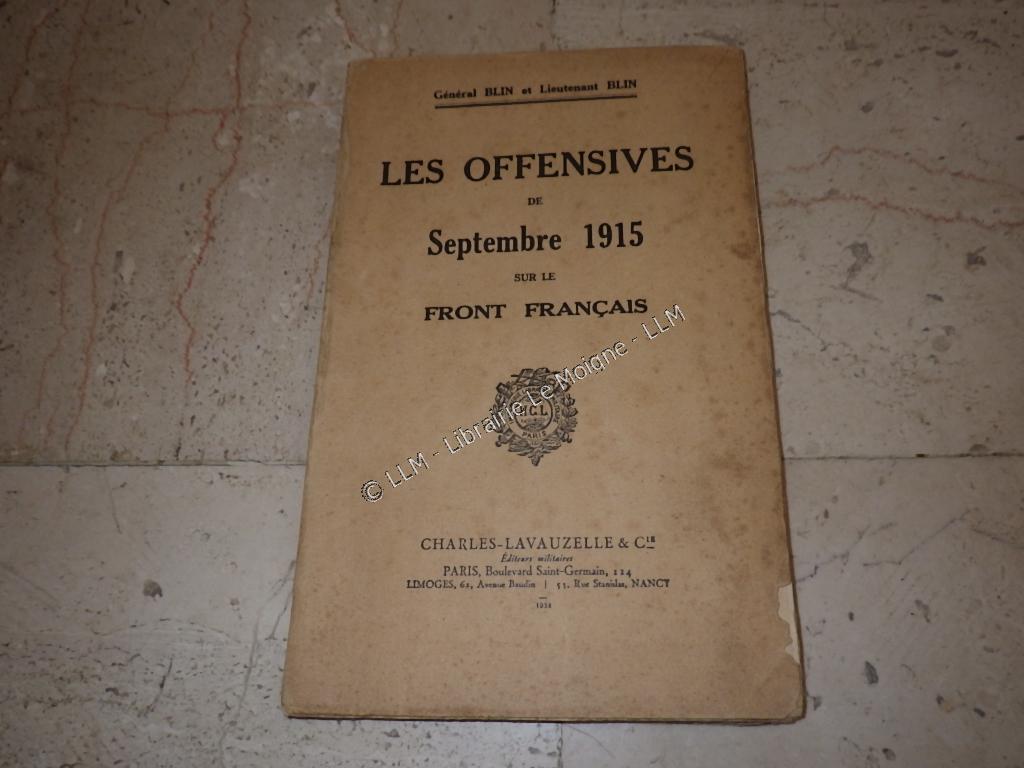 Général BLIN et Lieutenant BLIN
LES OFFENSIVES
DE
Septembre 1915
SUR LE
FRONT FRANÇAIS
© LLM - Librairie Le Moigne - LLM
PARIS
CHARLES-LAVAUZELLE & Cie
Éditeurs militaires
PARIS, Boulevard Saint-Germain, 124
LIMOGES, 62, Avenue Baudin | 53, Rue Stanislas, NANCY